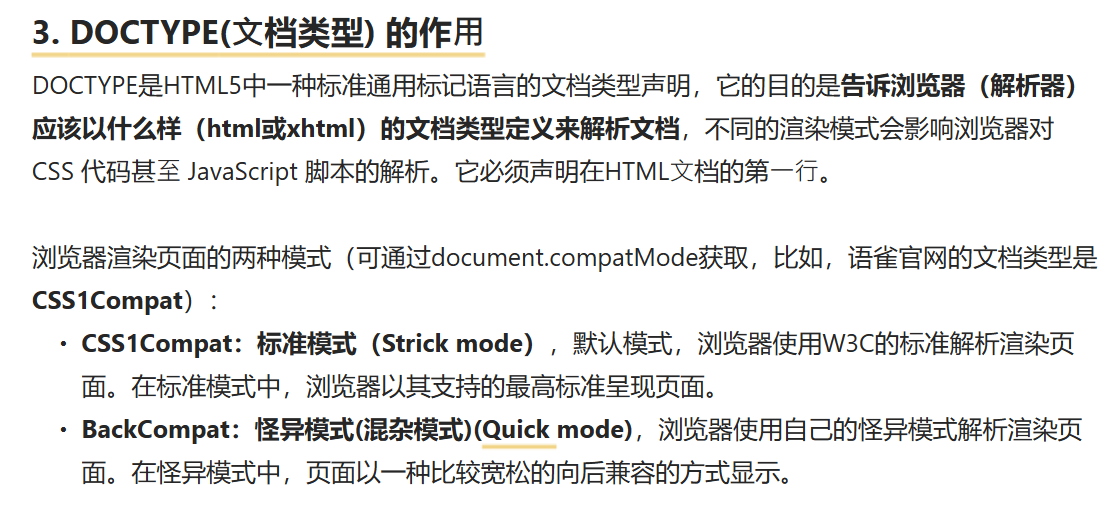 3. DOCTYPE(文档类型) 的作用
DOCTYPE是HTML5中一种标准通用标记语言的文档类型声明，它的目的是告诉浏览器（解析器）
应该以什么样（html或xhtml）的文档类型定义来解析文档，不同的渲染模式会影响浏览器对
CSS 代码甚至 JavaScript 脚本的解析。它必须声明在HTML文档的第一行。
浏览器渲染页面的两种模式（可通过document.compatMode获取，比如，语雀官网的文档类型是
CSS1Compat）：
• CSS1Compat：标准模式（Strick mode），默认模式，浏览器使用W3C的标准解析渲染页
面。在标准模式中，浏览器以其支持的最高标准呈现页面。
• BackCompat：怪异模式(混杂模式)(Quick mode)，浏览器使用自己的怪异模式解析渲染页
面。在怪异模式中，页面以一种比较宽松的向后兼容的方式显示。